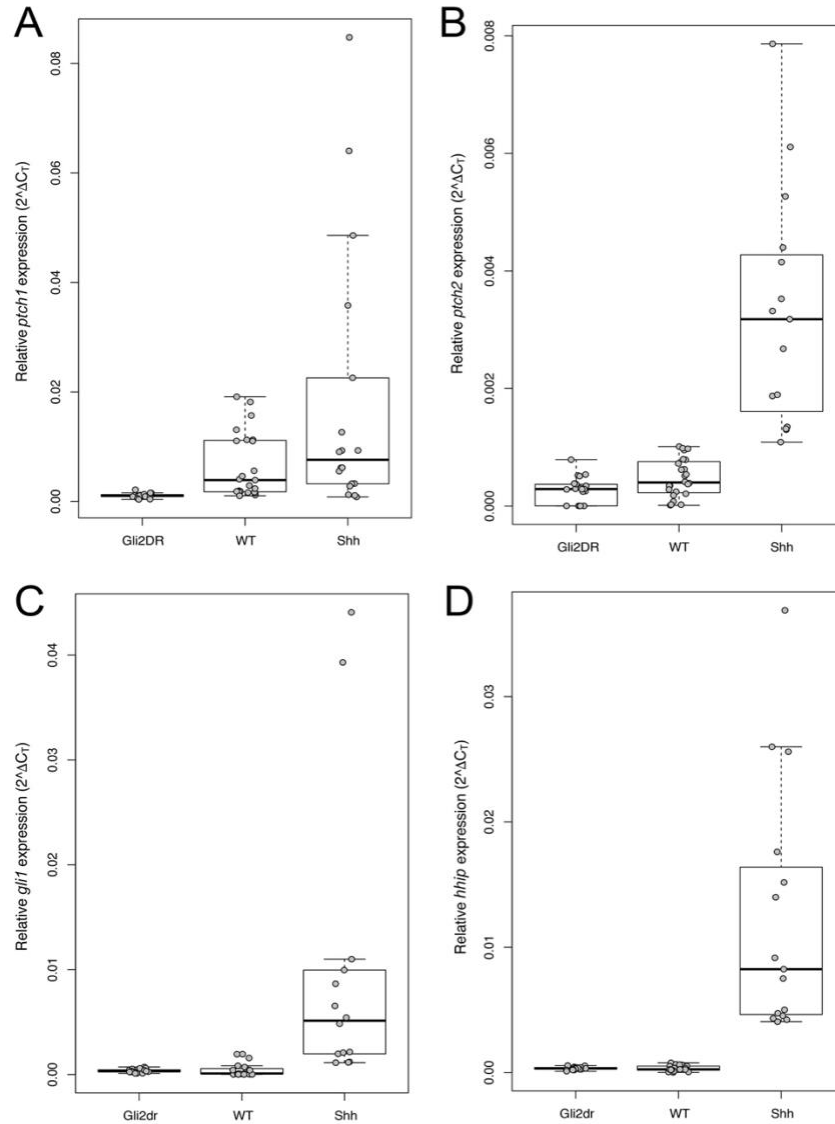 A
Relative ptch1 expression (2^ΔCT)
0.00
0.02
0.04
0.06
0.08
Gli2DR
WT
Shh
B
Relative ptch2 expression (2^ΔCT)
0.000
0.002
0.004
0.006
0.008
Gli2DR
WT
Shh
C
Relative gli1 expression (2^ΔCT)
0.00
0.01
0.02
0.03
0.04
Gli2dr
WT
Shh
D
Relative hhip expression (2^ΔCT)
0.00
0.01
0.02
0.03
Gli2dr
WT
Shh